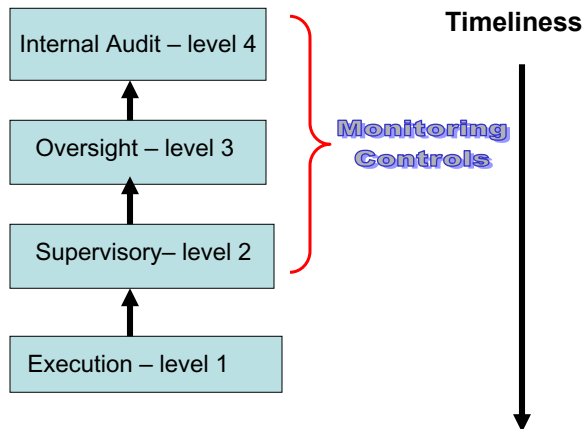 Timeliness
Internal Audit – level 4
Oversight – level 3
Monitoring
Controls
Supervisory– level 2
Execution – level 1